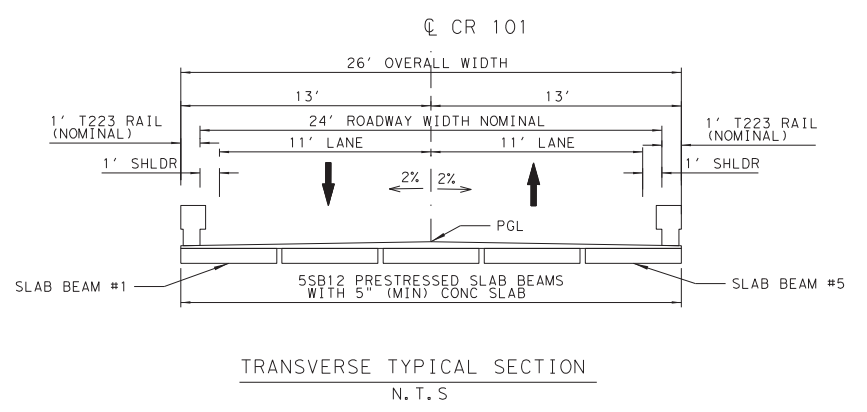 ℄ CR 101
26' OVERALL WIDTH
13'
13'
1' T223 RAIL
(NOMINAL)
24' ROADWAY WIDTH NOMINAL
1' T223 RAIL
(NOMINAL)
11' LANE
11' LANE
1' SHLDR
1' SHLDR
2%
2%
PGL
SLAB BEAM #1
5SB12 PRESTRESSED SLAB BEAMS
WITH 5" (MIN) CONC SLAB
SLAB BEAM #5
TRANSVERSE TYPICAL SECTION
N.T.S